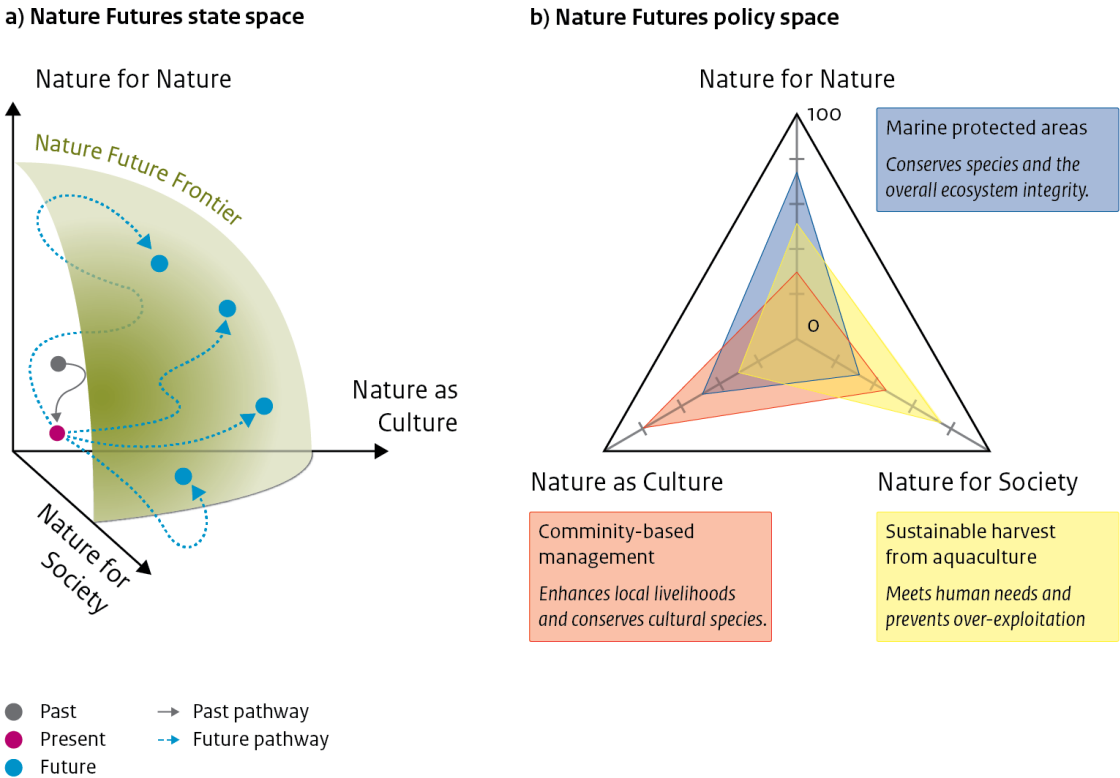 a) Nature Futures state space
Nature for Nature
Nature Future Frontier
Nature as
Culture
Nature for
Society
Past
Present
Future
Past pathway
Future pathway
b) Nature Futures policy space
Nature for Nature
100
0
Marine protected areas
Conserves species and the
overall ecosystem integrity.
Nature as Culture
Comminity-based
management
Enhances local livelihoods
and conserves cultural species.
Nature for Society
Sustainable harvest
from aquaculture
Meets human needs and
prevents over-exploitation